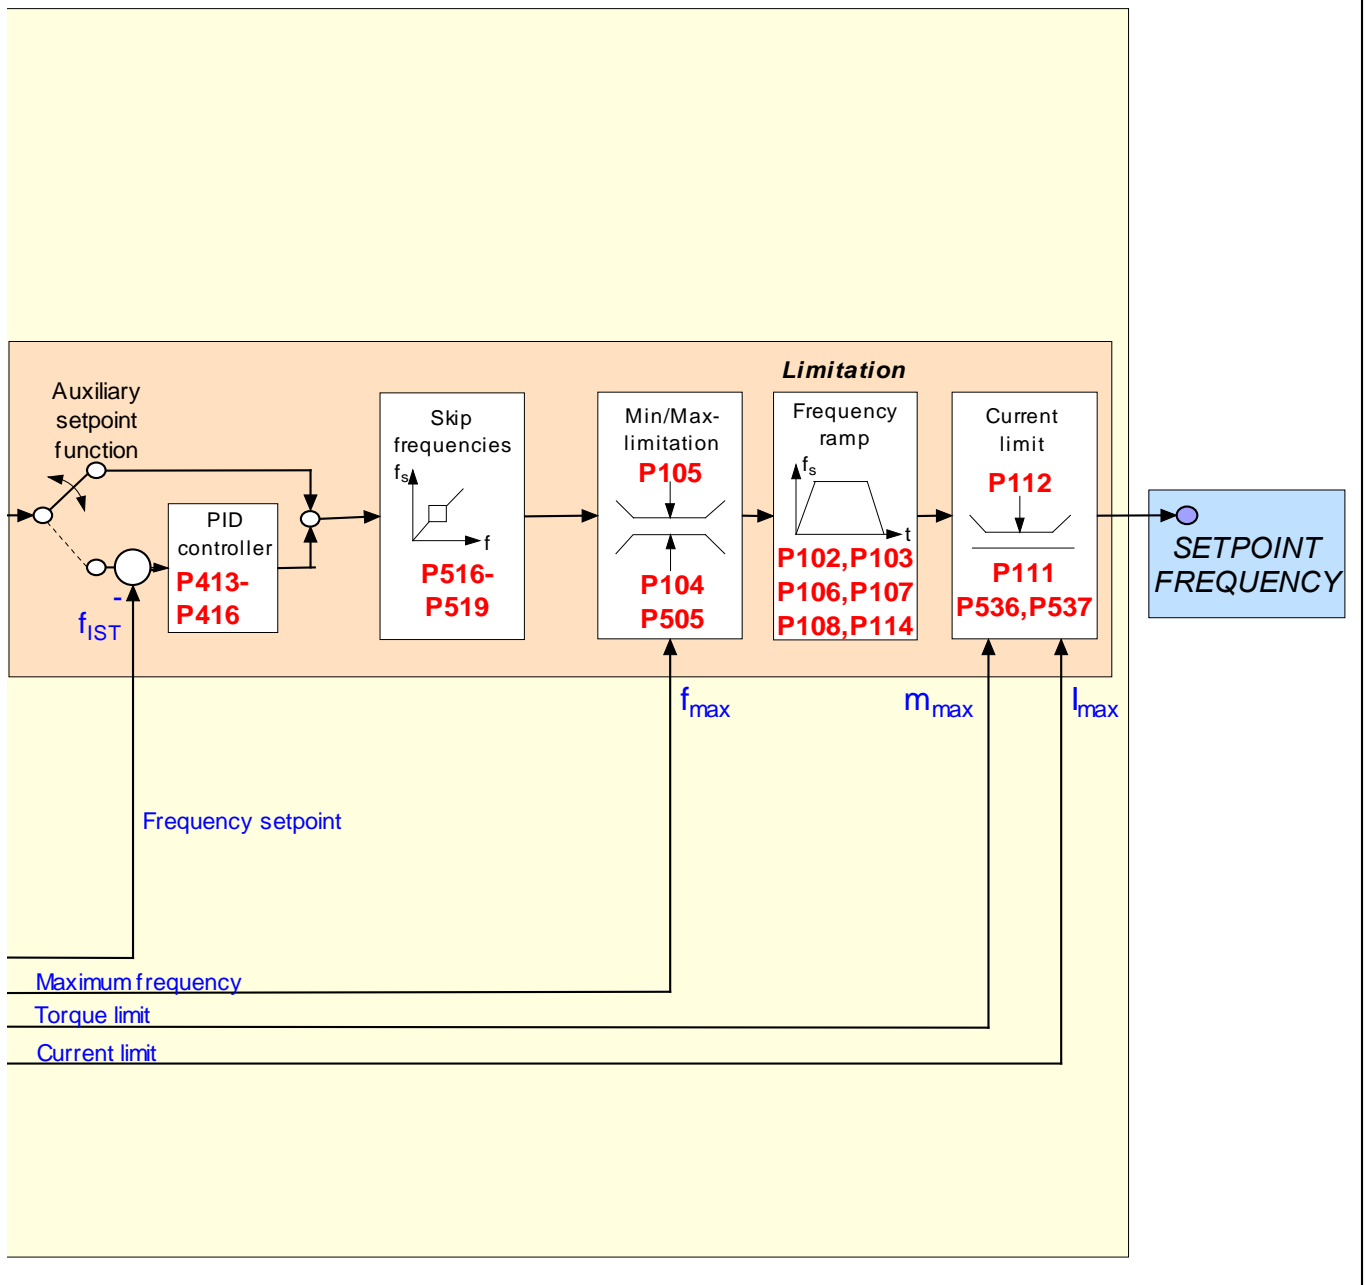 Limitation
Auxiliary
setpoint
function
PID
controller
P413-
P416
-
fIST
Skip
frequencies
fs
f
P516-
P519
Min/Max-
limitation
P105
P104
P505
Frequency
ramp
fs
t
P102,P103
P106,P107
P108,P114
Current
limit
P112
P111
P536,P537
SETPOINT
FREQUENCY
fmax
mmax
Imax
Frequency setpoint
Maximum frequency
Torque limit
Current limit